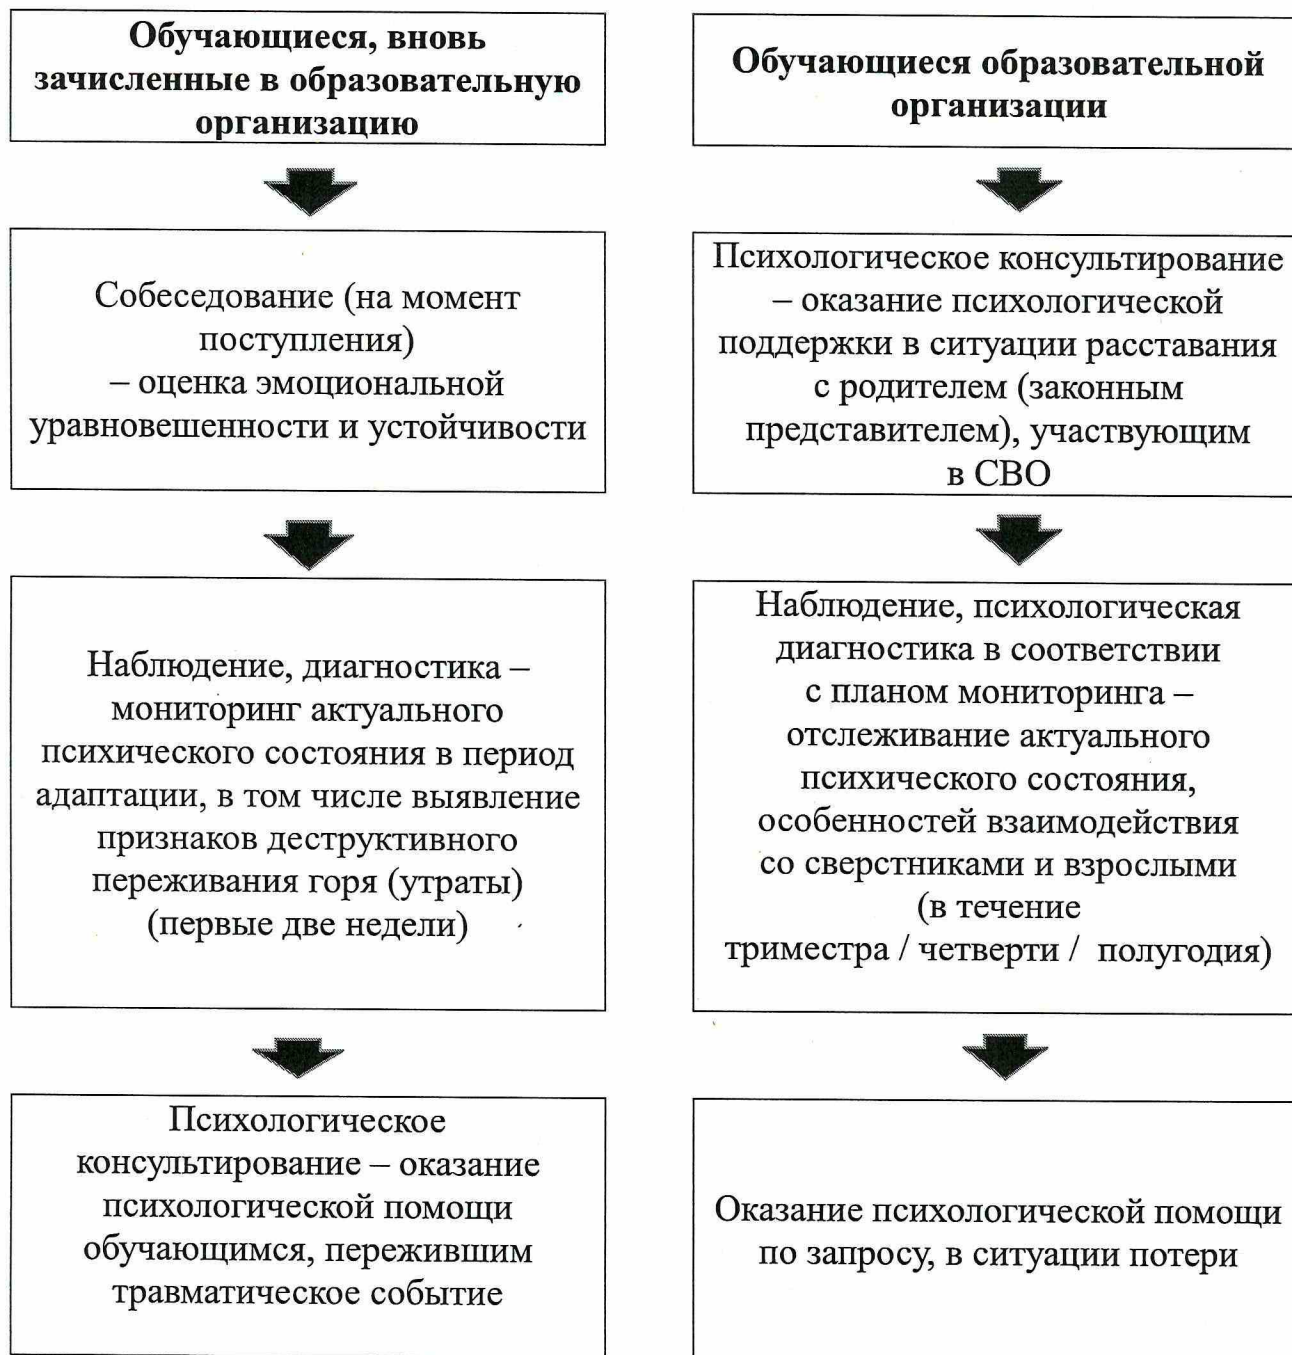 Обучающиеся, вновь
зачисленные в образовательную
организацию
Собеседование (на момент
поступления)
– оценка эмоциональной
уравновешенности и устойчивости
Наблюдение, диагностика –
мониторинг актуального
психического состояния в период
адаптации, в том числе выявление
признаков деструктивного
переживания горя (утраты)
(первые две недели)
Психологическое
консультирование – оказание
психологической помощи
обучающимся, пережившим
травматическое событие
Обучающиеся образовательной
организации
Психологическое консультирование
– оказание психологической
поддержки в ситуации расставания
с родителем (законным
представителем), участвующим
в СВО
Наблюдение, психологическая
диагностика в соответствии
с планом мониторинга –
отслеживание актуального
психического состояния,
особенностей взаимодействия
со сверстниками и взрослыми
(в течение
триместра / четверти / полугодия)
Оказание психологической помощи
по запросу, в ситуации потери